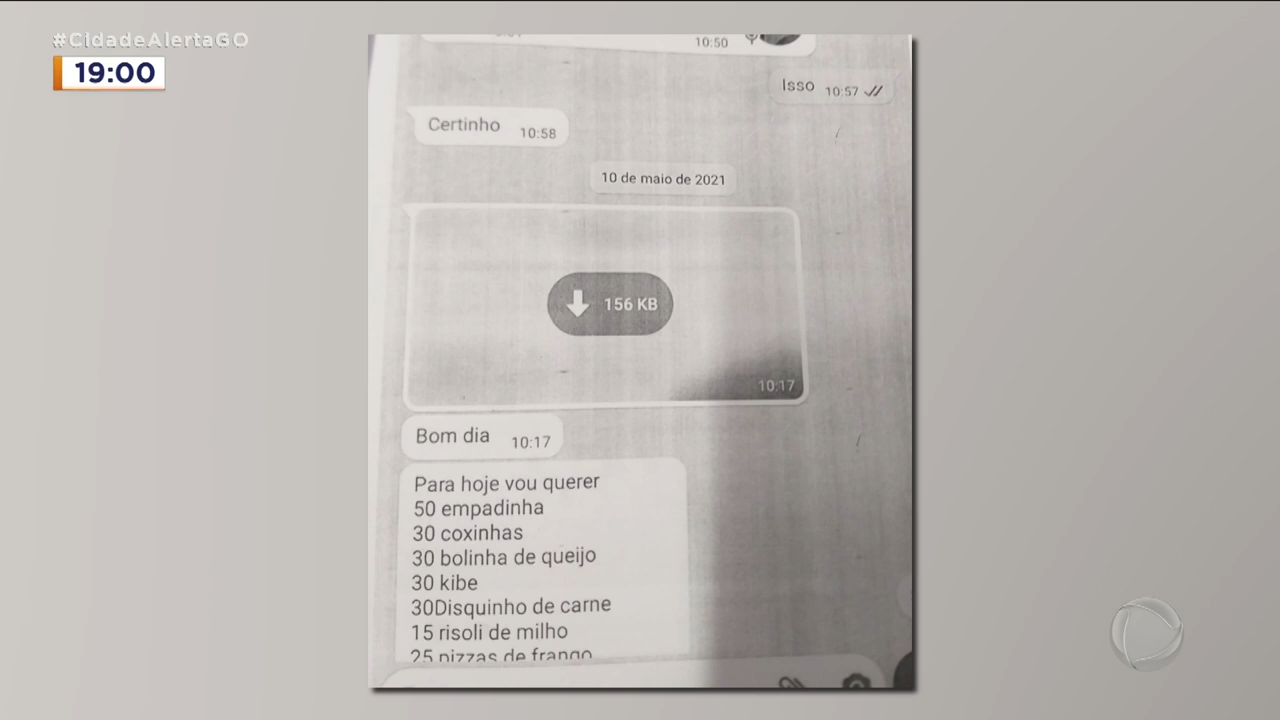 #CidadeAlertaGO
19:00
10:50
Isso 10:57
Certinho 10:58
10 de maio de 2021
156 KB
10:17
Bom dia 10:17
Para hoje vou querer
50 empadinha
30 coxinhas
30 bolinha de queijo
30 kibe
30Disquinho de carne
15 risoli de milho
25 pizzas de frango